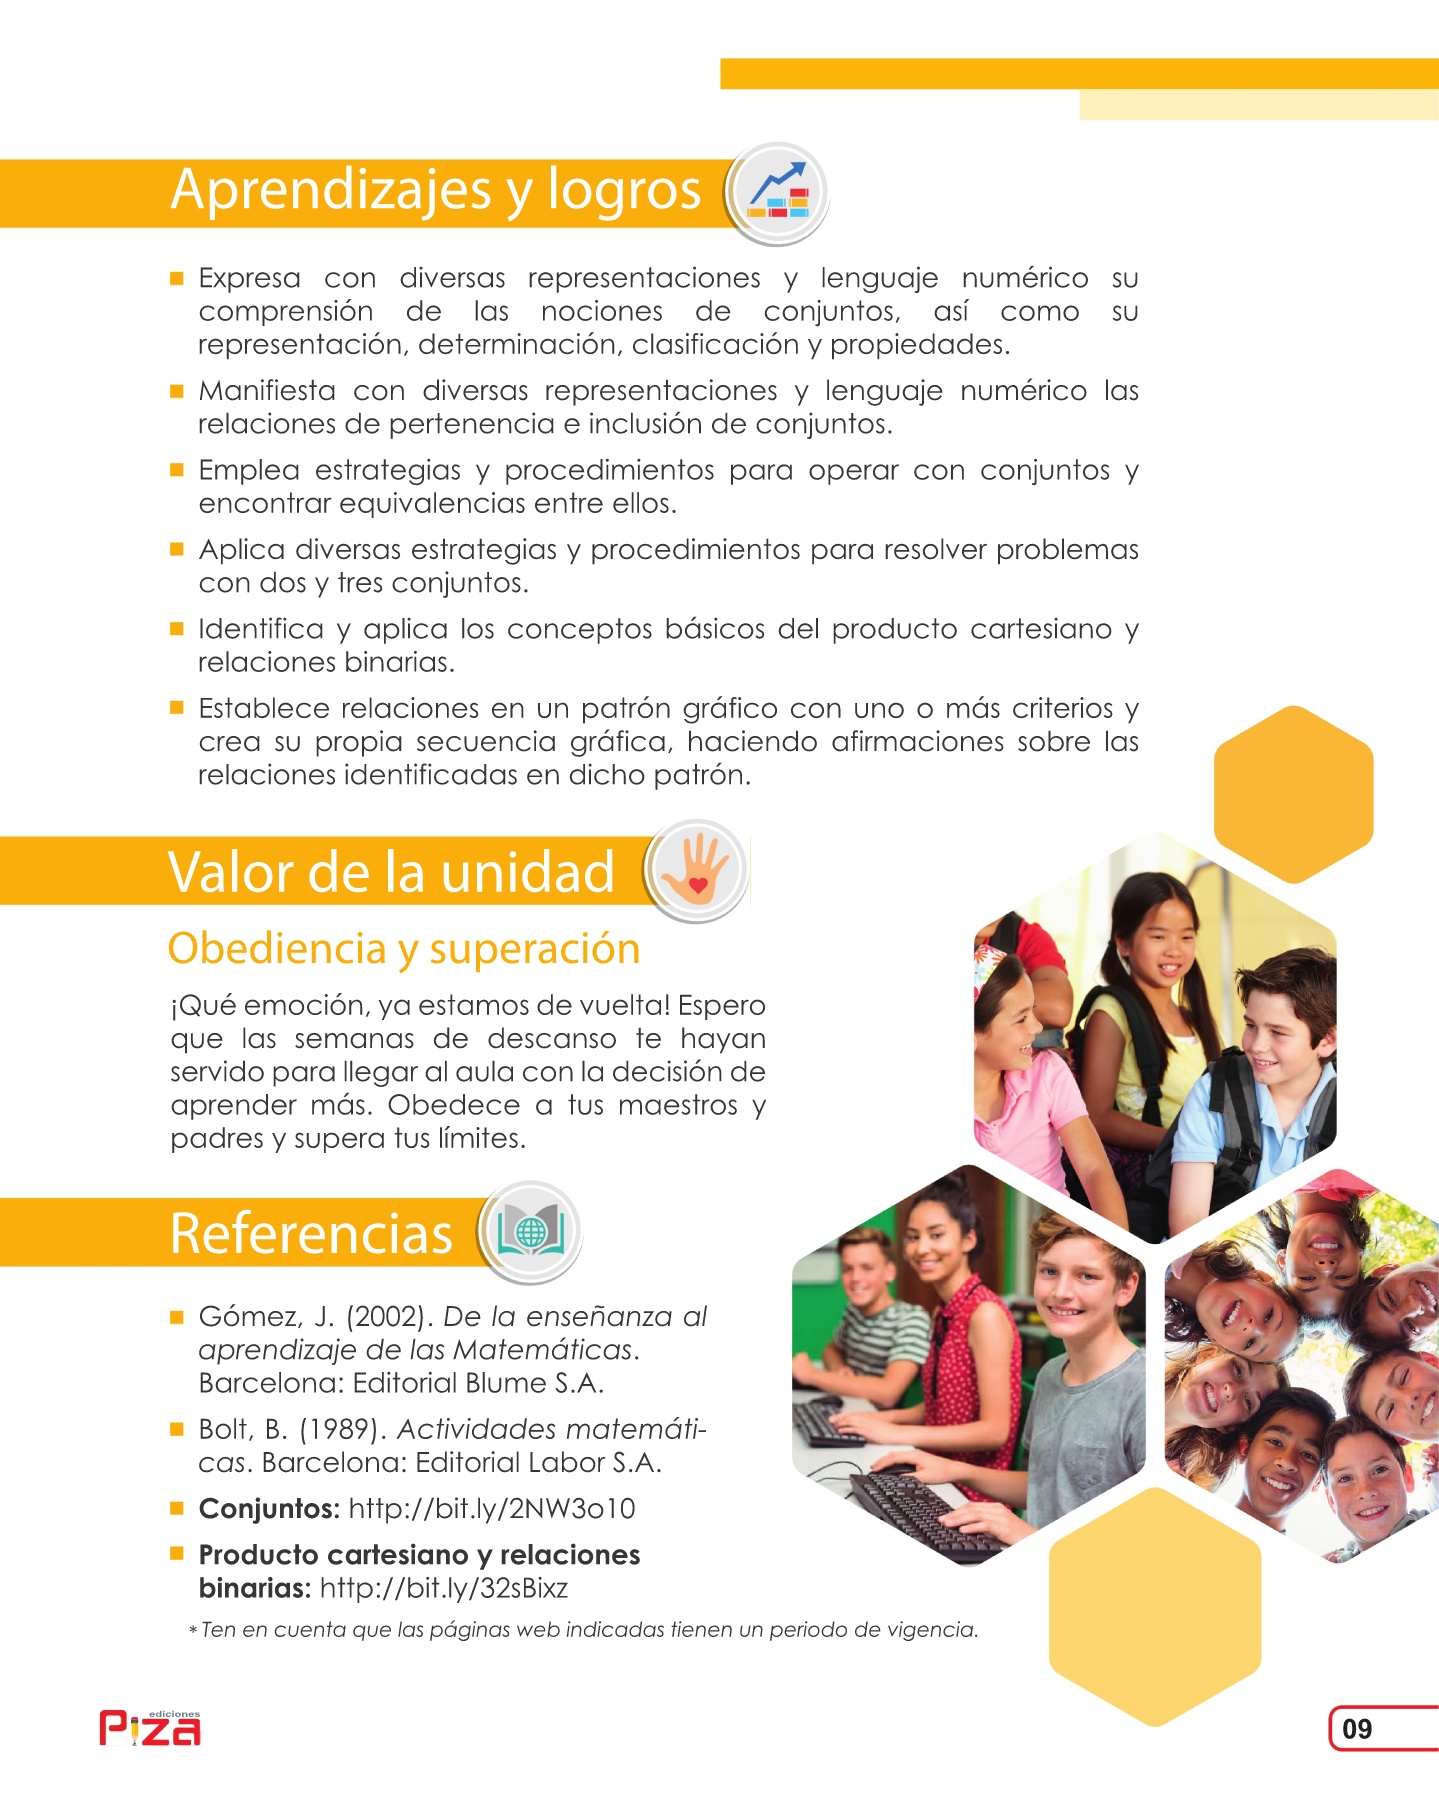 Aprendizajes y logros
Expresa con diversas representaciones y lenguaje numérico su
comprensión de las nociones de conjuntos, así como su
representación, determinación, clasificación y propiedades.
Manifiesta con diversas representaciones y lenguaje numérico las
relaciones de pertenencia e inclusión de conjuntos.
Emplea estrategias y procedimientos para operar con conjuntos y
encontrar equivalencias entre ellos.
Aplica diversas estrategias y procedimientos para resolver problemas
con dos y tres conjuntos.
Identifica y aplica los conceptos básicos del producto cartesiano y
relaciones binarias.
Establece relaciones en un patrón gráfico con uno o más criterios y
crea su propia secuencia gráfica, haciendo afirmaciones sobre las
relaciones identificadas en dicho patrón.
Valor de la unidad
Obediencia y superación
¡Qué emoción, ya estamos de vuelta! Espero
que las semanas de descanso te hayan
servido para llegar al aula con la decisión de
aprender más. Obedece a tus maestros y
padres y supera tus límites.
Referencias
Gómez, J. (2002). De la enseñanza al
aprendizaje de las Matemáticas.
Barcelona: Editorial Blume S.A.
Bolt, B. (1989). Actividades matemáti-
cas. Barcelona: Editorial Labor S.A.
Conjuntos: http://bit.ly/2NW3o10
Producto cartesiano y relaciones
binarias: http://bit.ly/32sBixz
* Ten en cuenta que las páginas web indicadas tienen un periodo de vigencia.
ediciones
Piza
09